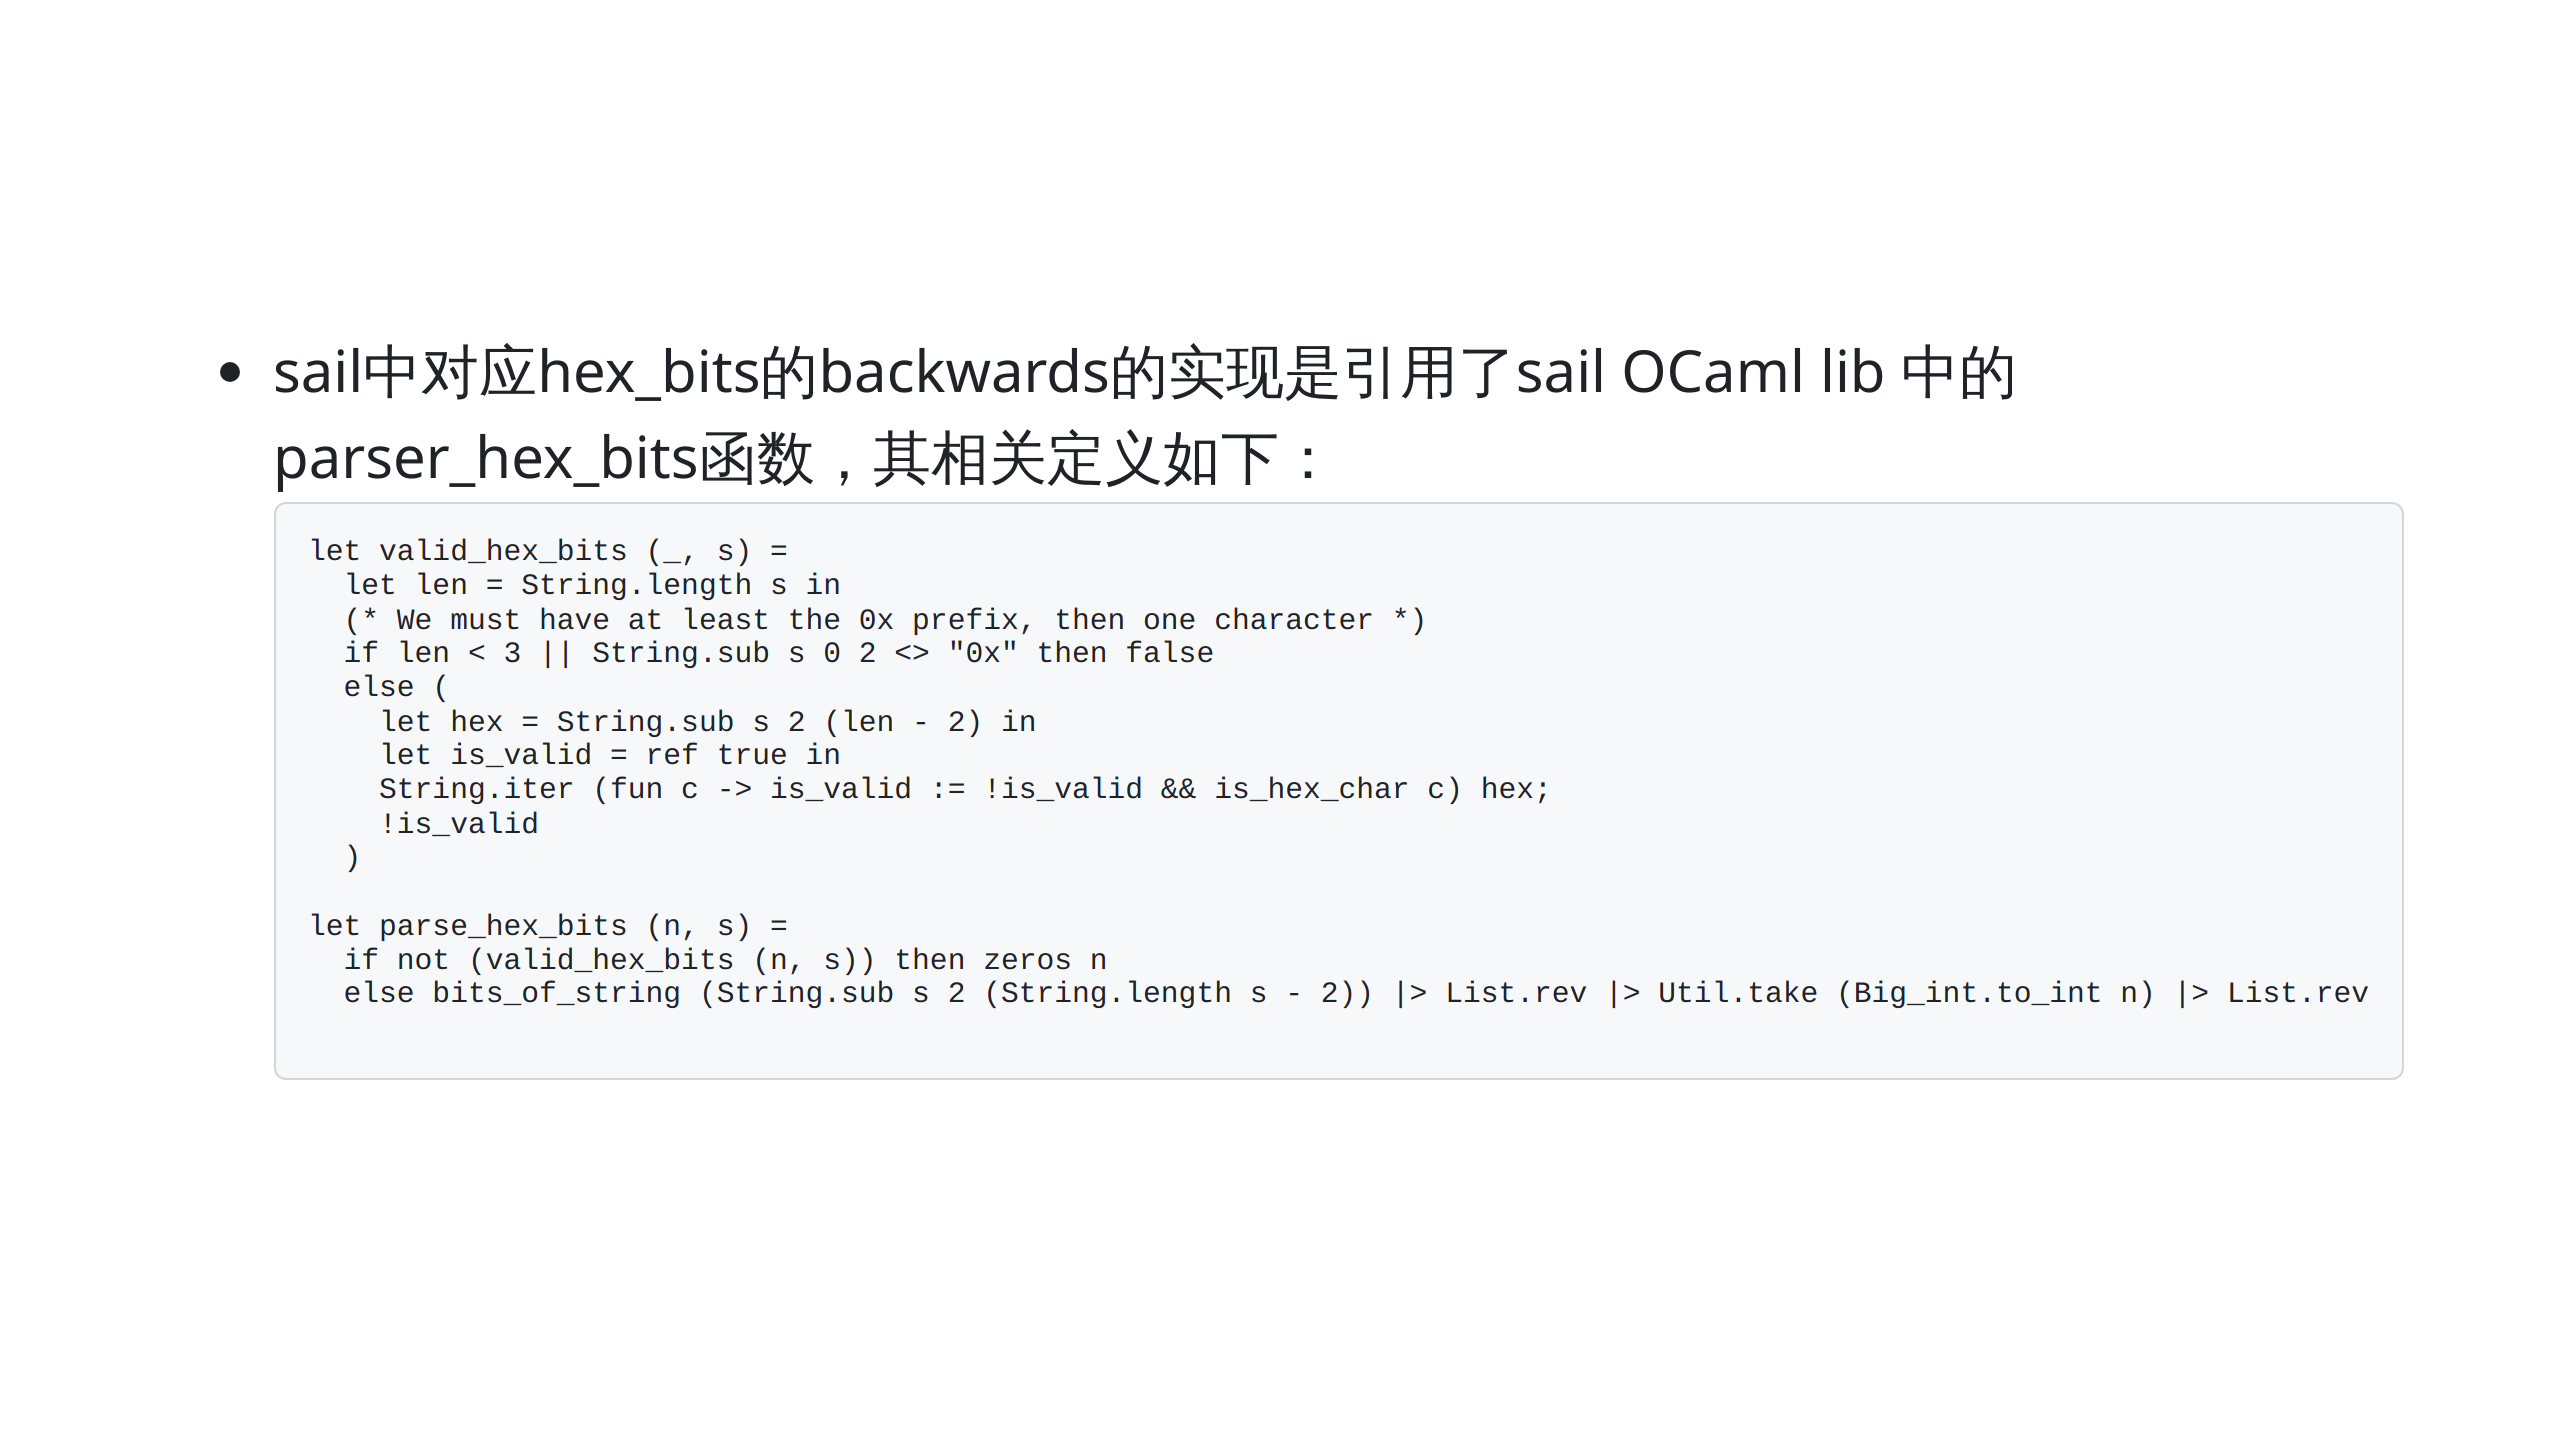 • sail中对应hex_bits的backwards的实现是引用了sail OCaml lib 中的
parser_hex_bits函数，其相关定义如下：
let valid_hex_bits (_, s) =
  let len = String.length s in
  (* We must have at least the 0x prefix, then one character *)
  if len < 3 || String.sub s 0 2 <> "0x" then false
  else (
    let hex = String.sub s 2 (len - 2) in
    let is_valid = ref true in
    String.iter (fun c -> is_valid := !is_valid && is_hex_char c) hex;
    !is_valid
  )

let parse_hex_bits (n, s) =
  if not (valid_hex_bits (n, s)) then zeros n
  else bits_of_string (String.sub s 2 (String.length s - 2)) |> List.rev |> Util.take (Big_int.to_int n) |> List.rev